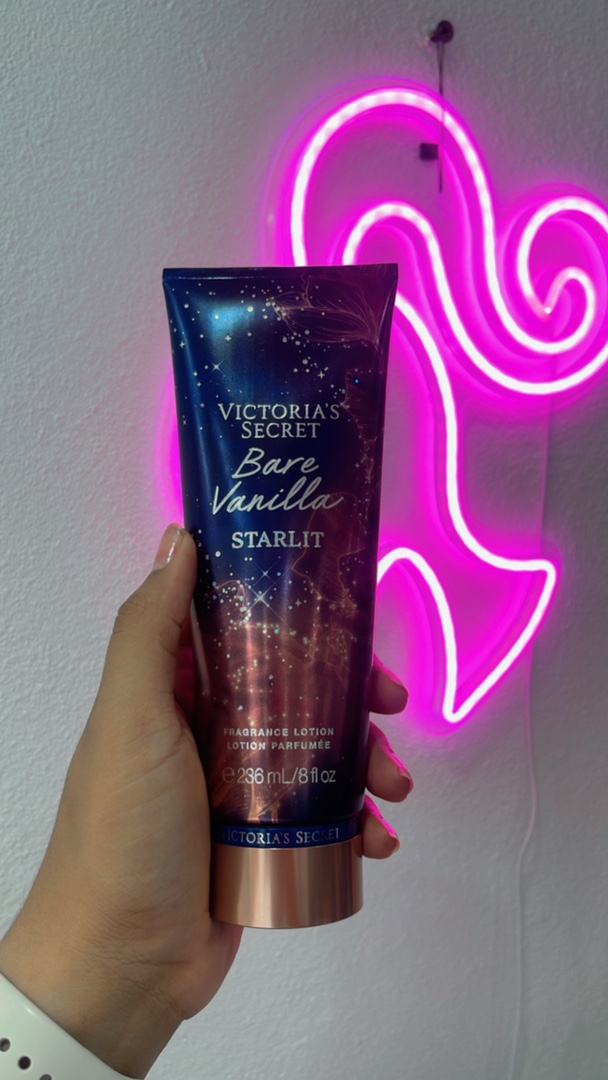 VICTORIA'S
SECRET
Bare
Vanilla
STARLIT
FRAGRANCE LOTION
LOTION PARFUMÉE
℮ 236 mL/8 fl oz
VICTORIA'S SECRET